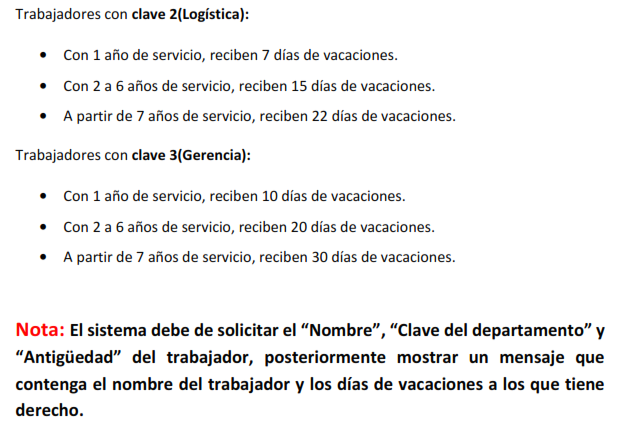 Trabajadores con clave 2(Logística):
• Con 1 año de servicio, reciben 7 días de vacaciones.
• Con 2 a 6 años de servicio, reciben 15 días de vacaciones.
• A partir de 7 años de servicio, reciben 22 días de vacaciones.
Trabajadores con clave 3(Gerencia):
• Con 1 año de servicio, reciben 10 días de vacaciones.
• Con 2 a 6 años de servicio, reciben 20 días de vacaciones.
• A partir de 7 años de servicio, reciben 30 días de vacaciones.
Nota: El sistema debe de solicitar el “Nombre”, “Clave del departamento” y
“Antigüedad” del trabajador, posteriormente mostrar un mensaje que
contenga el nombre del trabajador y los días de vacaciones a los que tiene
derecho.